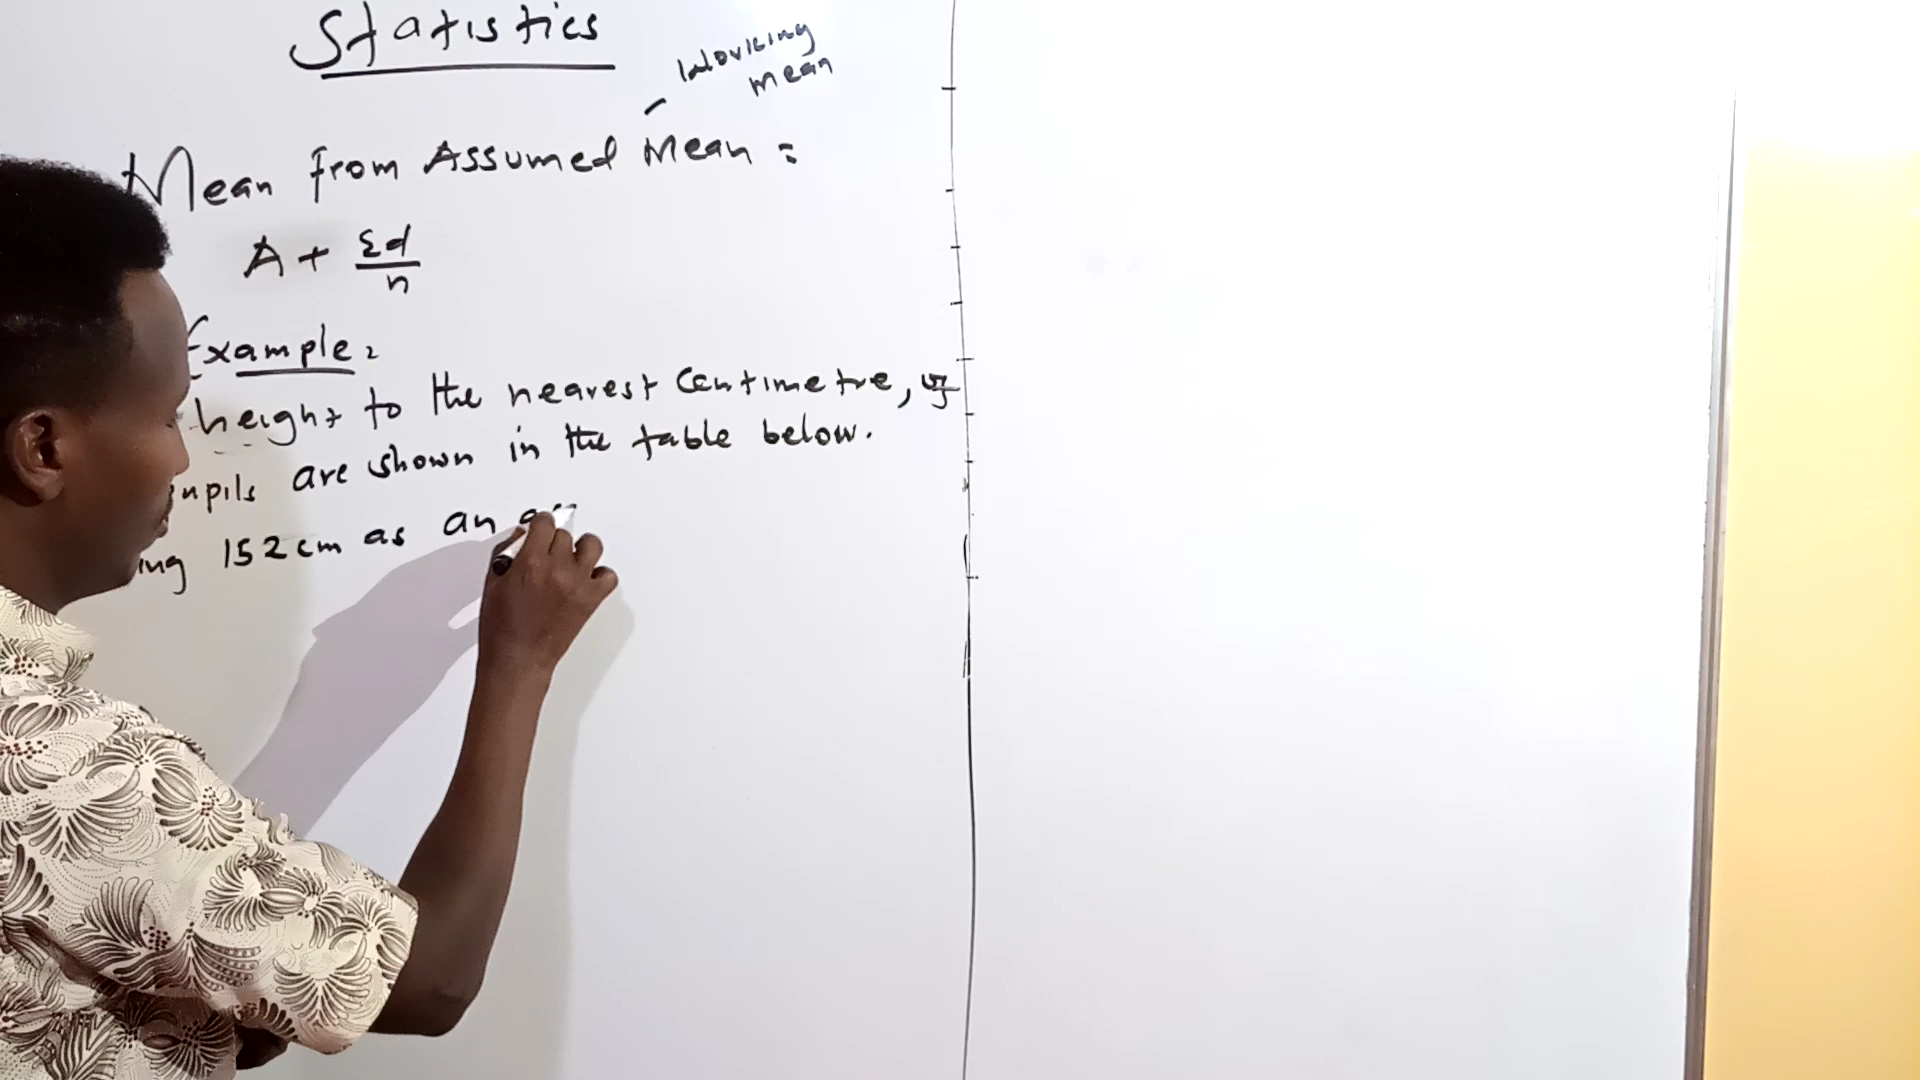 Statistics
working
mean
Mean from Assumed Mean =
A + Σd/n
Example:
height to the nearest Centimetre, of
pupils are shown in the table below.
152cm as an